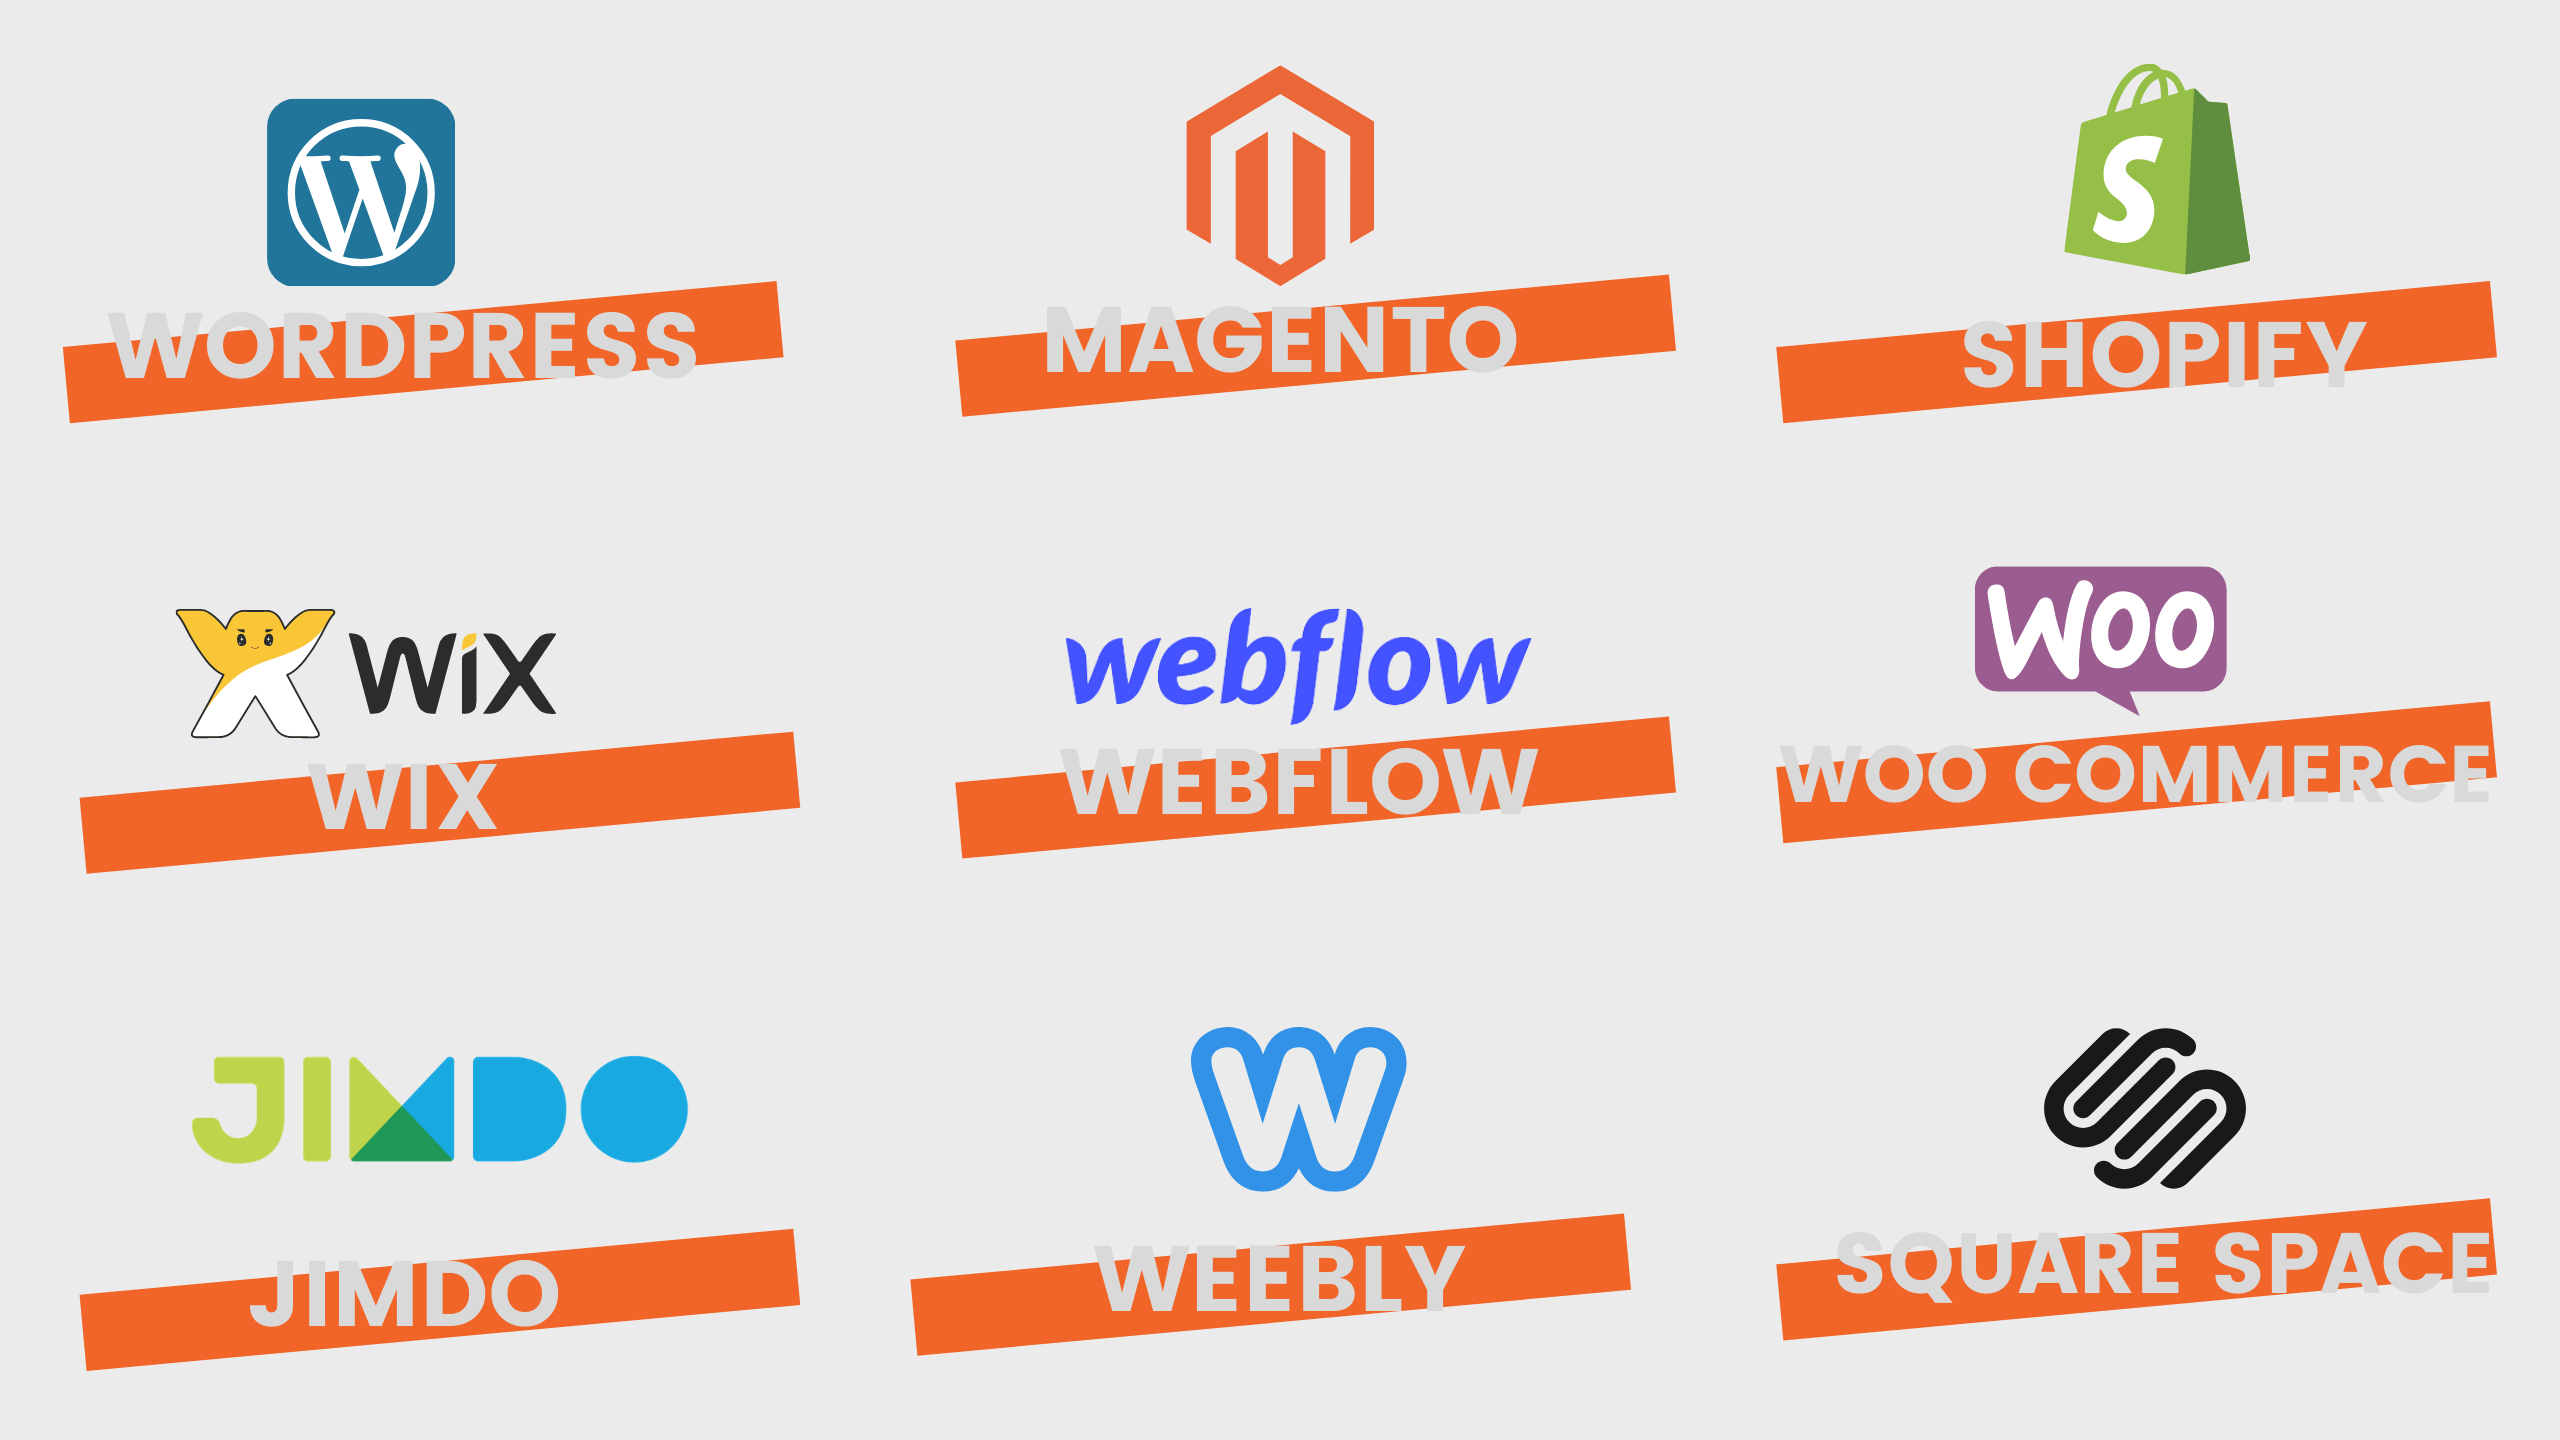 W
S
WORDPRESS
MAGENTO
SHOPIFY
WiX
webflow
WOO
WIX
WEBFLOW
WOO COMMERCE
JIMDO
W
JIMDO
WEEBLY
SQUARE SPACE